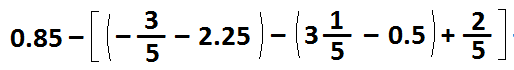 0.85 − [ ( − 3/5 − 2.25 ) − ( 3 1/5 − 0.5 ) + 2/5 ]